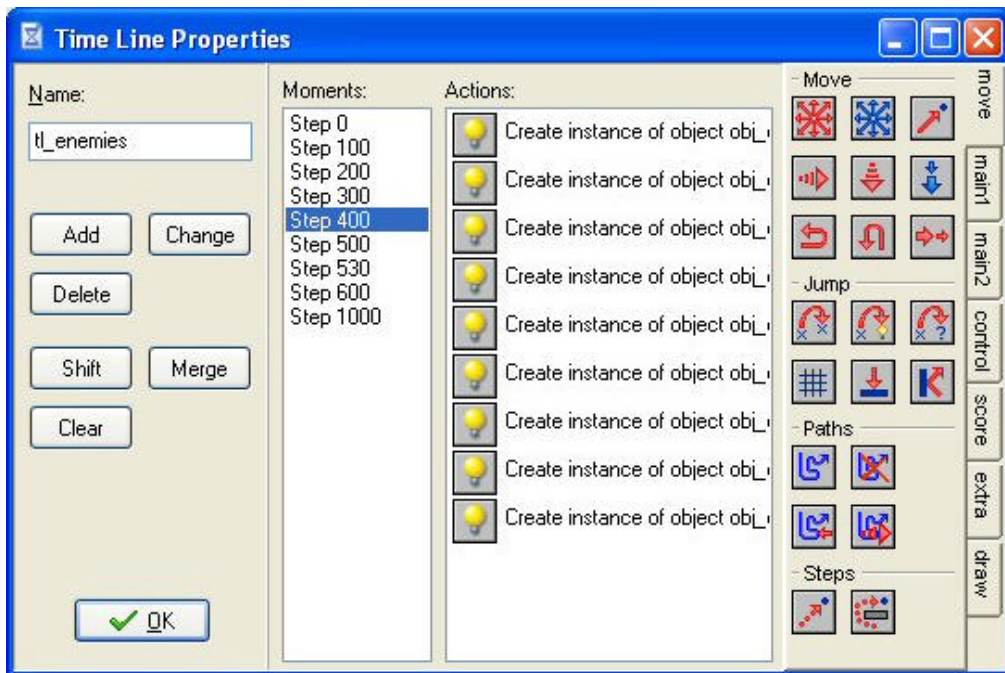 Time Line Properties
Name:
tl_enemies
Add
Change
Delete
Shift
Merge
Clear
OK
Moments:
Step 0
Step 100
Step 200
Step 300
Step 400
Step 500
Step 530
Step 600
Step 1000
Actions:
Create instance of object obj_
Create instance of object obj_
Create instance of object obj_
Create instance of object obj_
Create instance of object obj_
Create instance of object obj_
Create instance of object obj_
Create instance of object obj_
Create instance of object obj_
Move
Jump
Paths
Steps
move
main1
main2
control
score
extra
draw